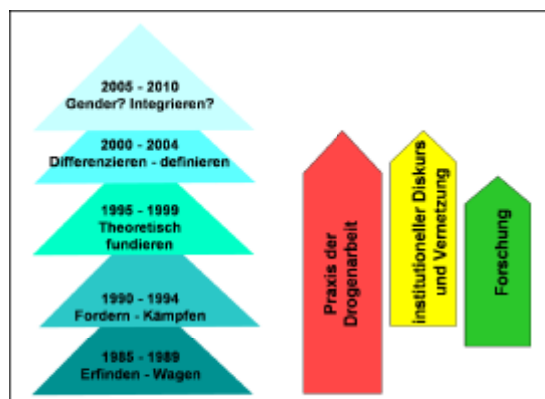 2005 - 2010
Gender? Integrieren?
2000 - 2004
Differenzieren - definieren
1995 - 1999
Theoretisch
fundieren
1990 - 1994
Fordern - Kämpfen
1985 - 1989
Erfinden - Wagen
Praxis der
Drogenarbeit
institutioneller Diskurs
und Vernetzung
Forschung